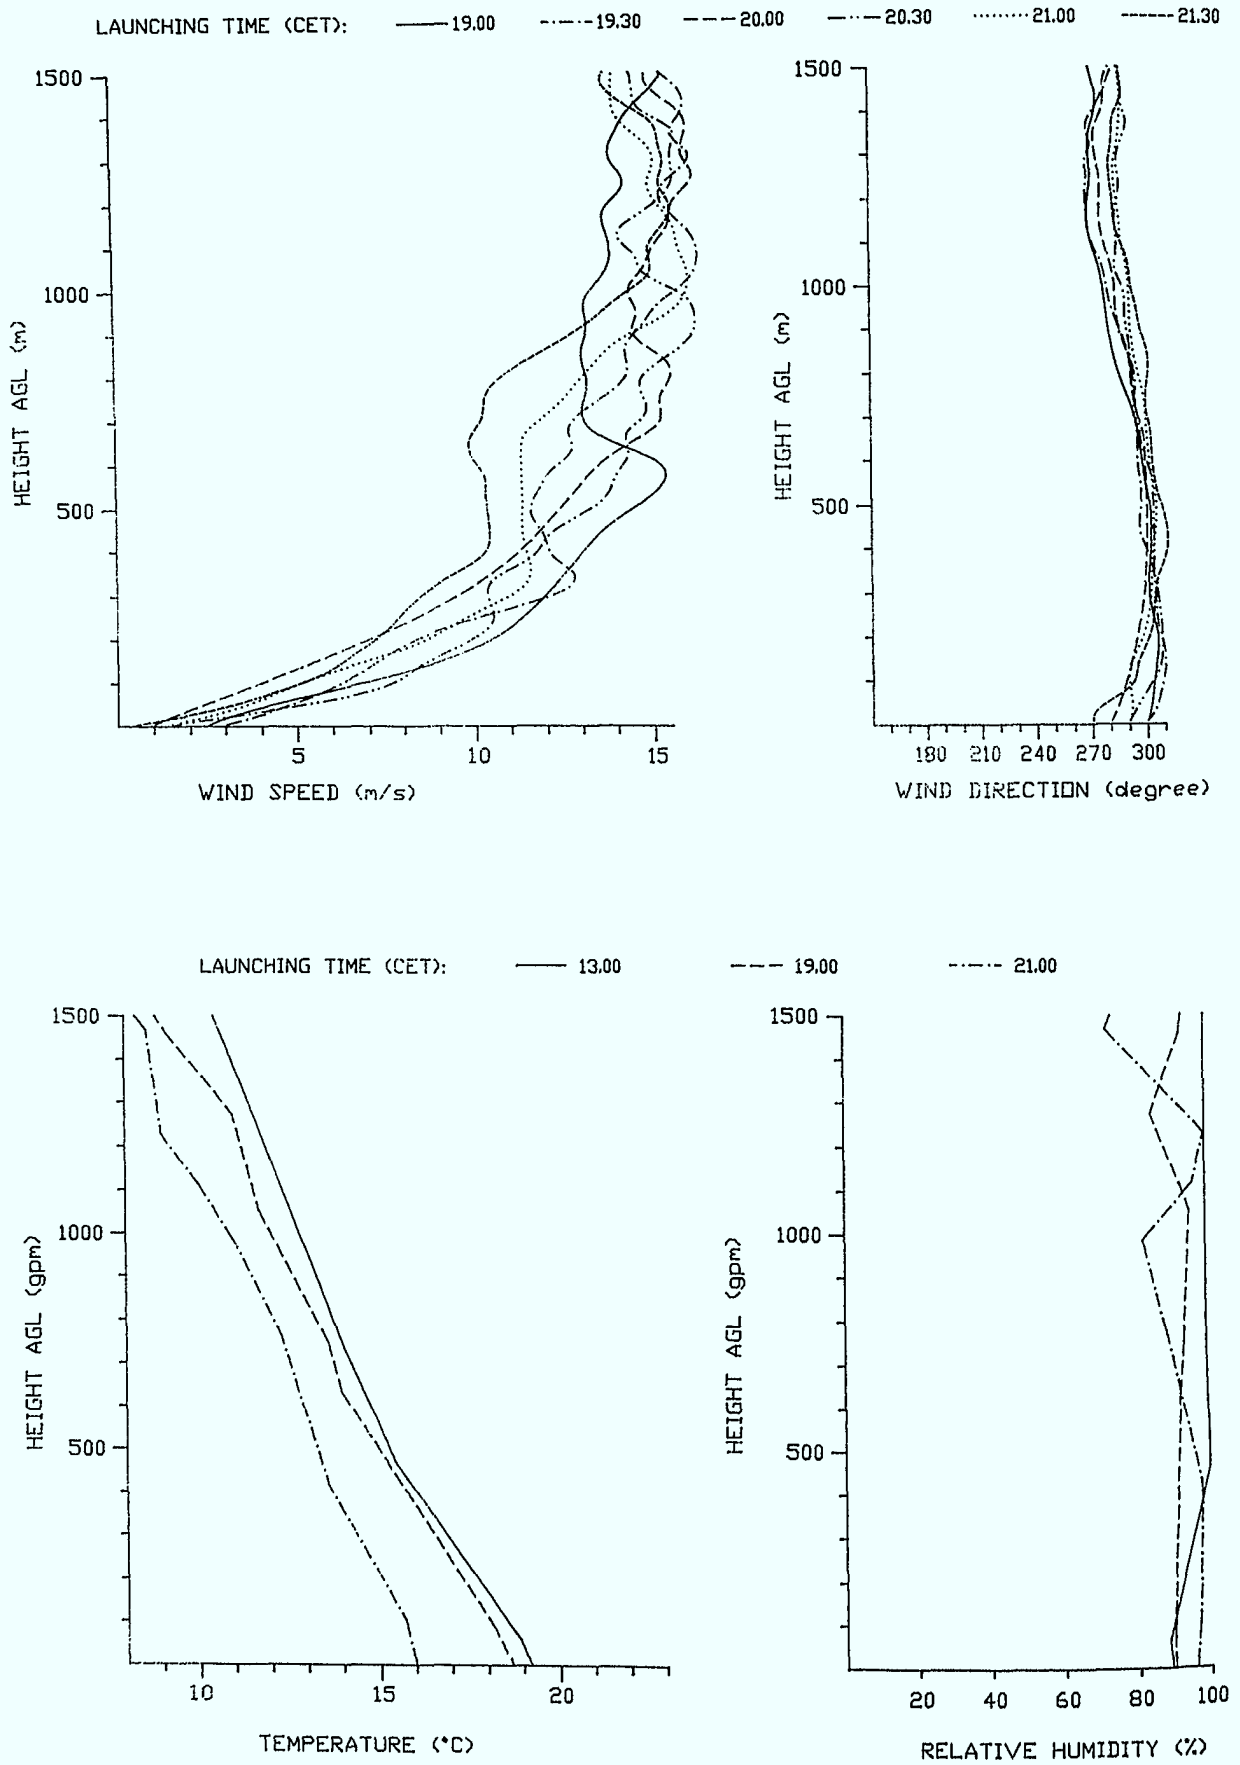 LAUNCHING TIME (CET): 19.00 19.30 20.00 20.30 21.00 21.30
1500
1000
500
HEIGHT AGL (m)
5 10 15
WIND SPEED (m/s)
1500
1000
500
HEIGHT AGL (m)
180 210 240 270 300
WIND DIRECTION (degree)
LAUNCHING TIME (CET): 13.00 19.00 21.00
1500
1000
500
HEIGHT AGL (gpm)
10 15 20
TEMPERATURE (°C)
1500
1000
500
HEIGHT AGL (gpm)
20 40 60 80 100
RELATIVE HUMIDITY (%)